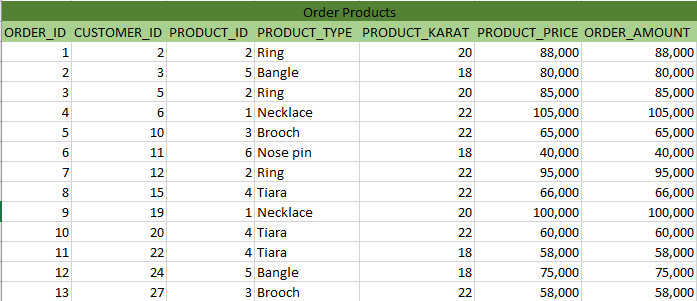 Order Products
ORDER_ID CUSTOMER_ID PRODUCT_ID PRODUCT_TYPE PRODUCT_KARAT PRODUCT_PRICE ORDER_AMOUNT
1 2 2 Ring 20 88,000 88,000
2 3 5 Bangle 18 80,000 80,000
3 5 2 Ring 20 85,000 85,000
4 6 1 Necklace 22 105,000 105,000
5 10 3 Brooch 22 65,000 65,000
6 11 6 Nose pin 18 40,000 40,000
7 12 2 Ring 22 95,000 95,000
8 15 4 Tiara 22 66,000 66,000
9 19 1 Necklace 20 100,000 100,000
10 20 4 Tiara 22 60,000 60,000
11 22 4 Tiara 18 58,000 58,000
12 24 5 Bangle 18 75,000 75,000
13 27 3 Brooch 22 58,000 58,000